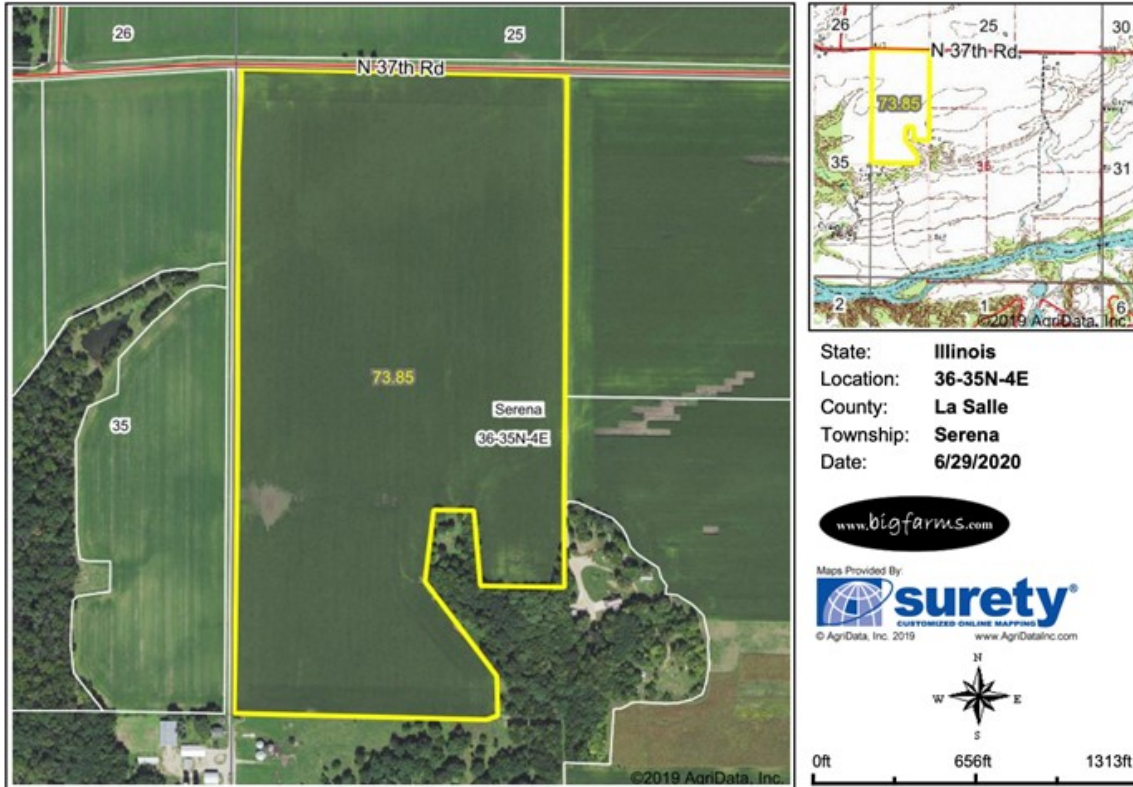 26
25
N 37th Rd
73.85
Serena
36-35N-4E
35
©2019 AgriData, Inc.
26
25
30
N 37th Rd.
73.85
35
36
31
2
1
6
©2019 AgriData, Inc.
State: Illinois
Location: 36-35N-4E
County: La Salle
Township: Serena
Date: 6/29/2020
www.bigfarms.com
Maps Provided By:
surety®
CUSTOMIZED ONLINE MAPPING
© AgriData, Inc. 2019 www.AgriDataInc.com
N
W E
S
0ft 656ft 1313ft